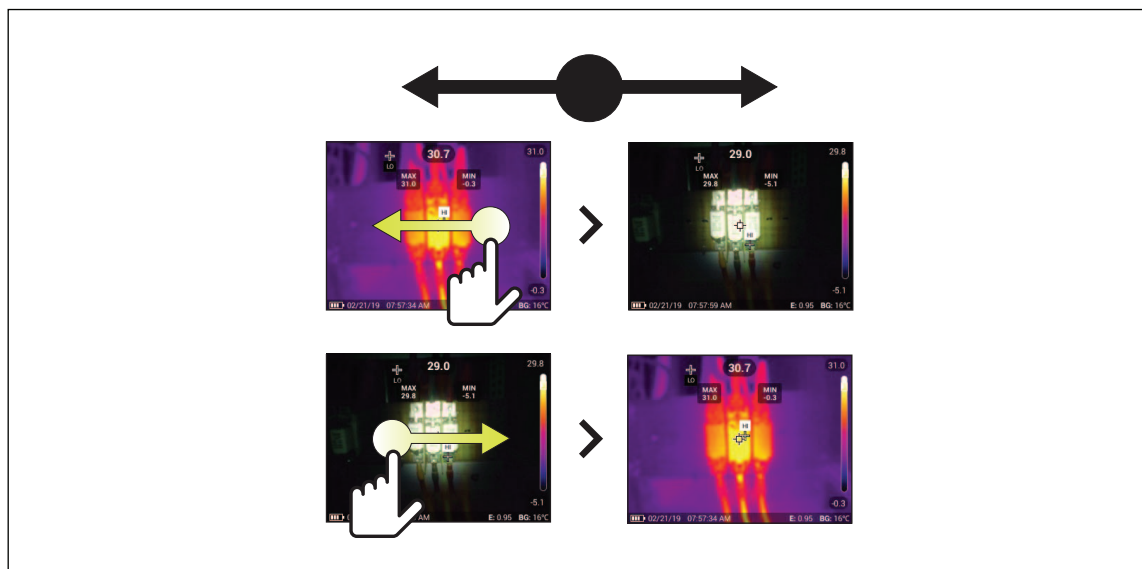 30.7
31.0
LO
MAX
31.0
MIN
-0.3
HI
-0.3
02/21/19 07:57:34 AM
BG: 16°C
29.0
29.8
LO
MAX
29.8
MIN
-5.1
HI
-5.1
02/21/19 07:57:59 AM E: 0.95 BG: 16°C
29.0
29.8
LO
MAX
29.8
MIN
-5.1
HI
-5.1
AM E: 0.95 BG: 16°C
30.7
31.0
LO
MAX
31.0
MIN
-0.3
HI
-0.3
02/21/19 07:57:34 AM E: 0.95 BG: 16°C